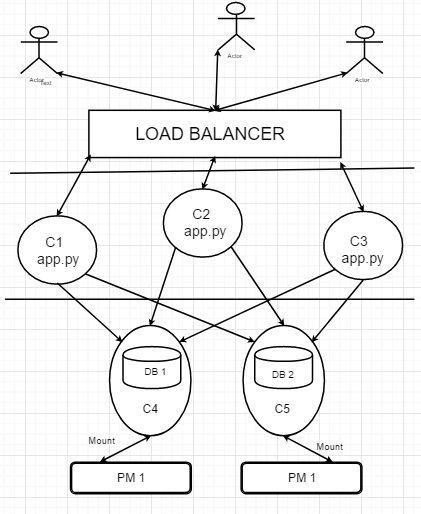 Actor
Actor
Text
Actor
LOAD BALANCER
C1
app.py
C2
app.py
C3
app.py
DB 1
C4
DB 2
C5
Mount
Mount
PM 1
PM 1